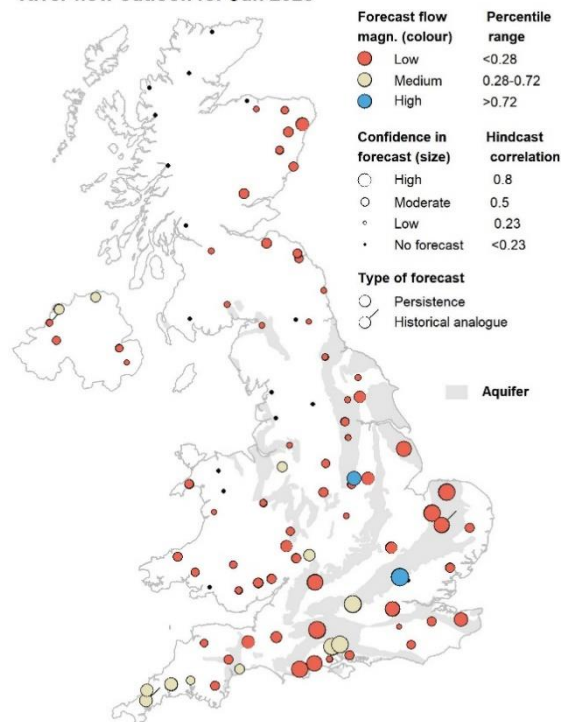 Forecast flow Percentile
magn. (colour) range
Low <0.28
Medium 0.28-0.72
High >0.72
Confidence in Hindcast
forecast (size) correlation
High 0.8
Moderate 0.5
Low 0.23
No forecast <0.23
Type of forecast
Persistence
Historical analogue
Aquifer